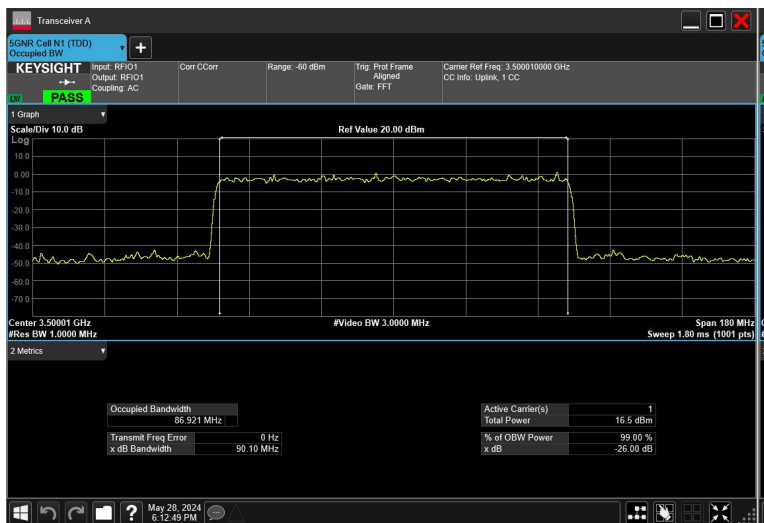 Transceiver A
5GNR Cell N1 (TDD)
Occupied BW
KEYSIGHT
LXI
PASS
Input: RFIO1
Output: RFIO1
Coupling: AC
Corr CCorr
Range: -60 dBm
Trig: Prot Frame
Aligned
Gate: FFT
Carrier Ref Freq: 3.500010000 GHz
CC Info: Uplink, 1 CC
1 Graph
Scale/Div 10.0 dB
Ref Value 20.00 dBm
Log
10.0
0.00
-10.0
-20.0
-30.0
-40.0
-50.0
-60.0
-70.0
Center 3.50001 GHz
#Video BW 3.0000 MHz
Span 180 MHz
#Res BW 1.0000 MHz
Sweep 1.80 ms (1001 pts)
2 Metrics
Occupied Bandwidth
86.921 MHz
Transmit Freq Error 0 Hz
x dB Bandwidth 90.10 MHz
Active Carrier(s) 1
Total Power 16.5 dBm
% of OBW Power 99.00 %
x dB -26.00 dB
?
May 28, 2024
6:12:49 PM